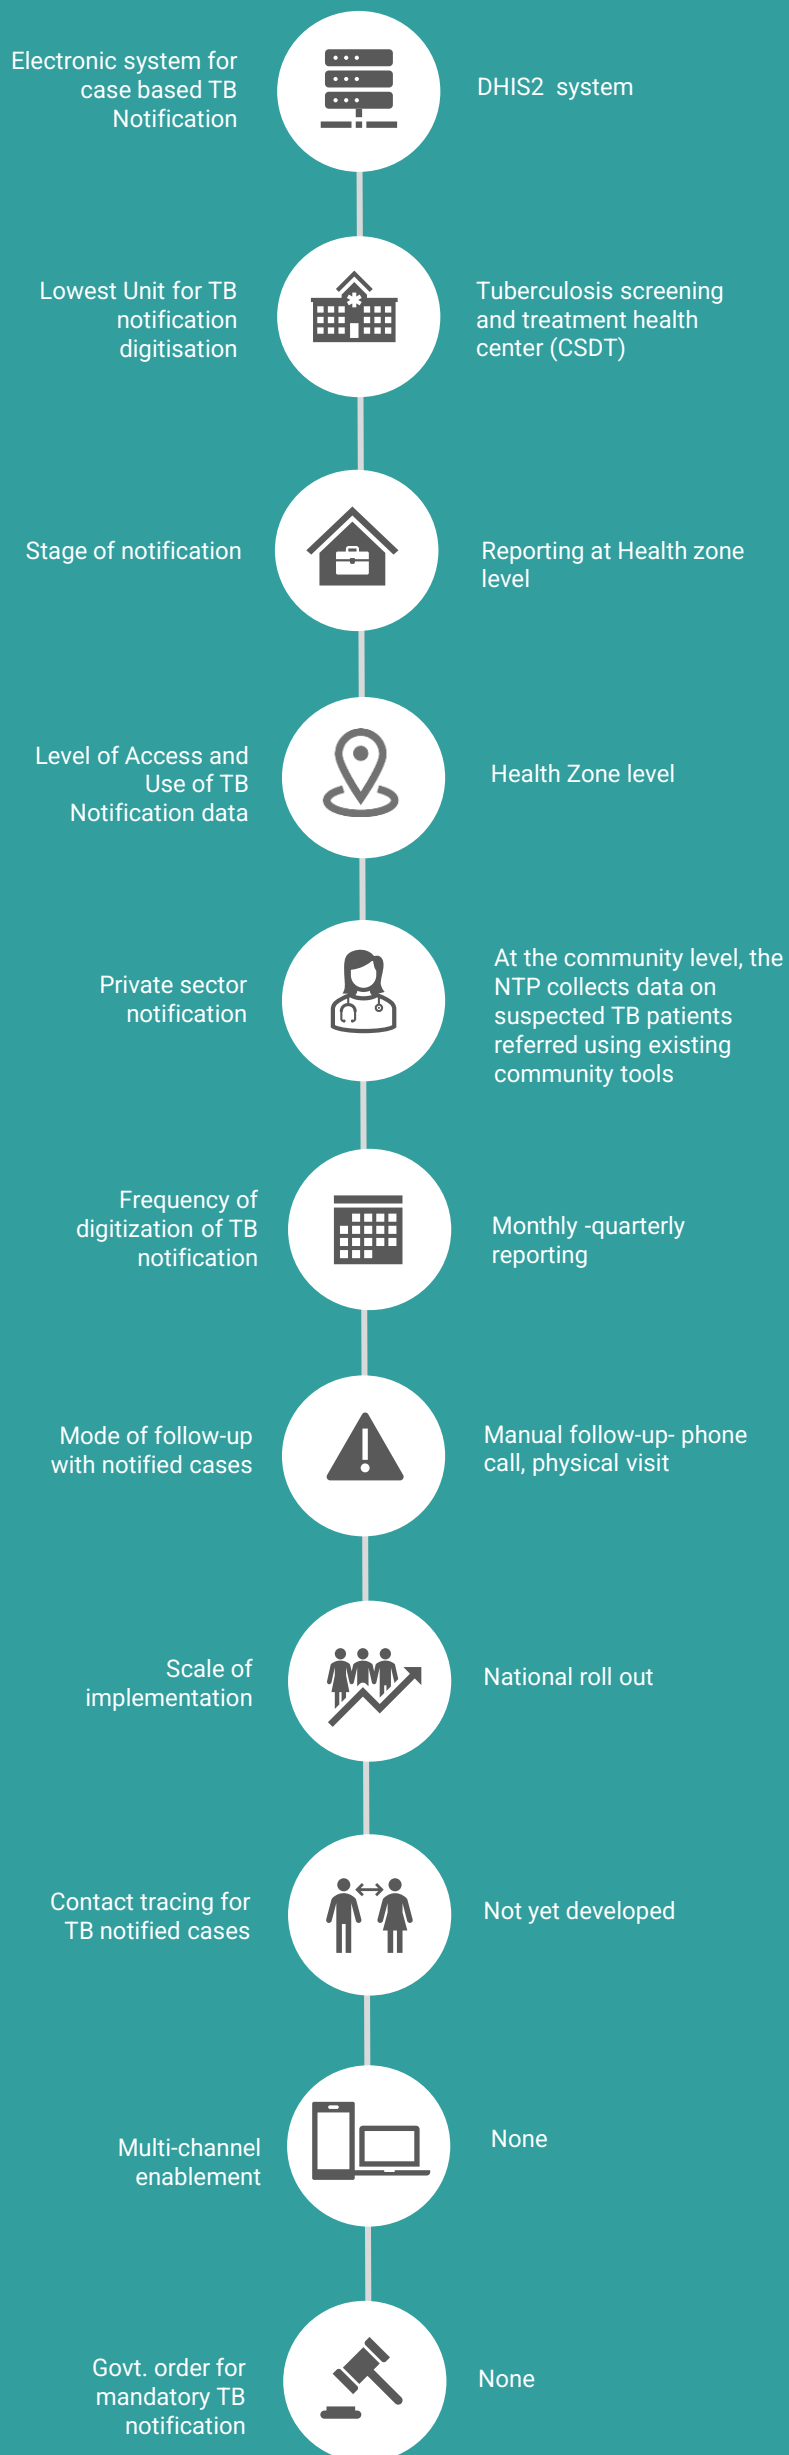 Electronic system for
case based TB
Notification
DHIS2 system
Lowest Unit for TB
notification
digitisation
Tuberculosis screening
and treatment health
center (CSDT)
Stage of notification
Reporting at Health zone
level
Level of Access and
Use of TB
Notification data
Health Zone level
Private sector
notification
At the community level, the
NTP collects data on
suspected TB patients
referred using existing
community tools
Frequency of
digitization of TB
notification
Monthly -quarterly
reporting
Mode of follow-up
with notified cases
Manual follow-up- phone
call, physical visit
Scale of
implementation
National roll out
Contact tracing for
TB notified cases
Not yet developed
Multi-channel
enablement
None
Govt. order for
mandatory TB
notification
None